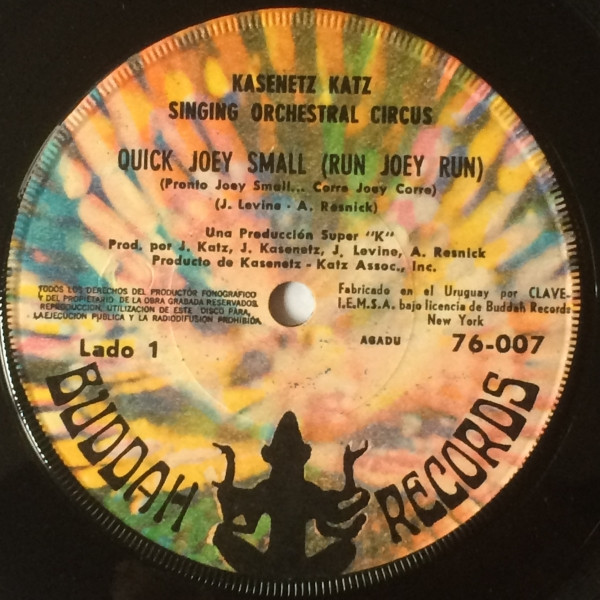 KASENETZ KATZ
SINGING ORCHESTRAL CIRCUS
QUICK JOEY SMALL (RUN JOEY RUN)
(Pronto Joey Small... Corre Joey Corre)
(J. Levine - A. Resnick)
Una Producción Super "K"
Prod. por J. Katz, J. Kasenetz, J. Levine, A. Resnick
Producto de Kasenetz - Katz Assoc., Inc.
TODOS LOS DERECHOS DEL PRODUCTOR FONOGRAFICO
Y DEL PROPIETARIO DE LA OBRA GRABADA RESERVADOS.
REPRODUCCION, UTILIZACION DE ESTE DISCO PARA
LA EJECUCION PUBLICA Y LA RADIODIFUSION PROHIBIDA
Fabricado en el Uruguay por CLAVE-
I.E.M.S.A. bajo licencia de Buddah Records
New York
Lado 1
AGADU
76-007
BUDDAH RECORDS